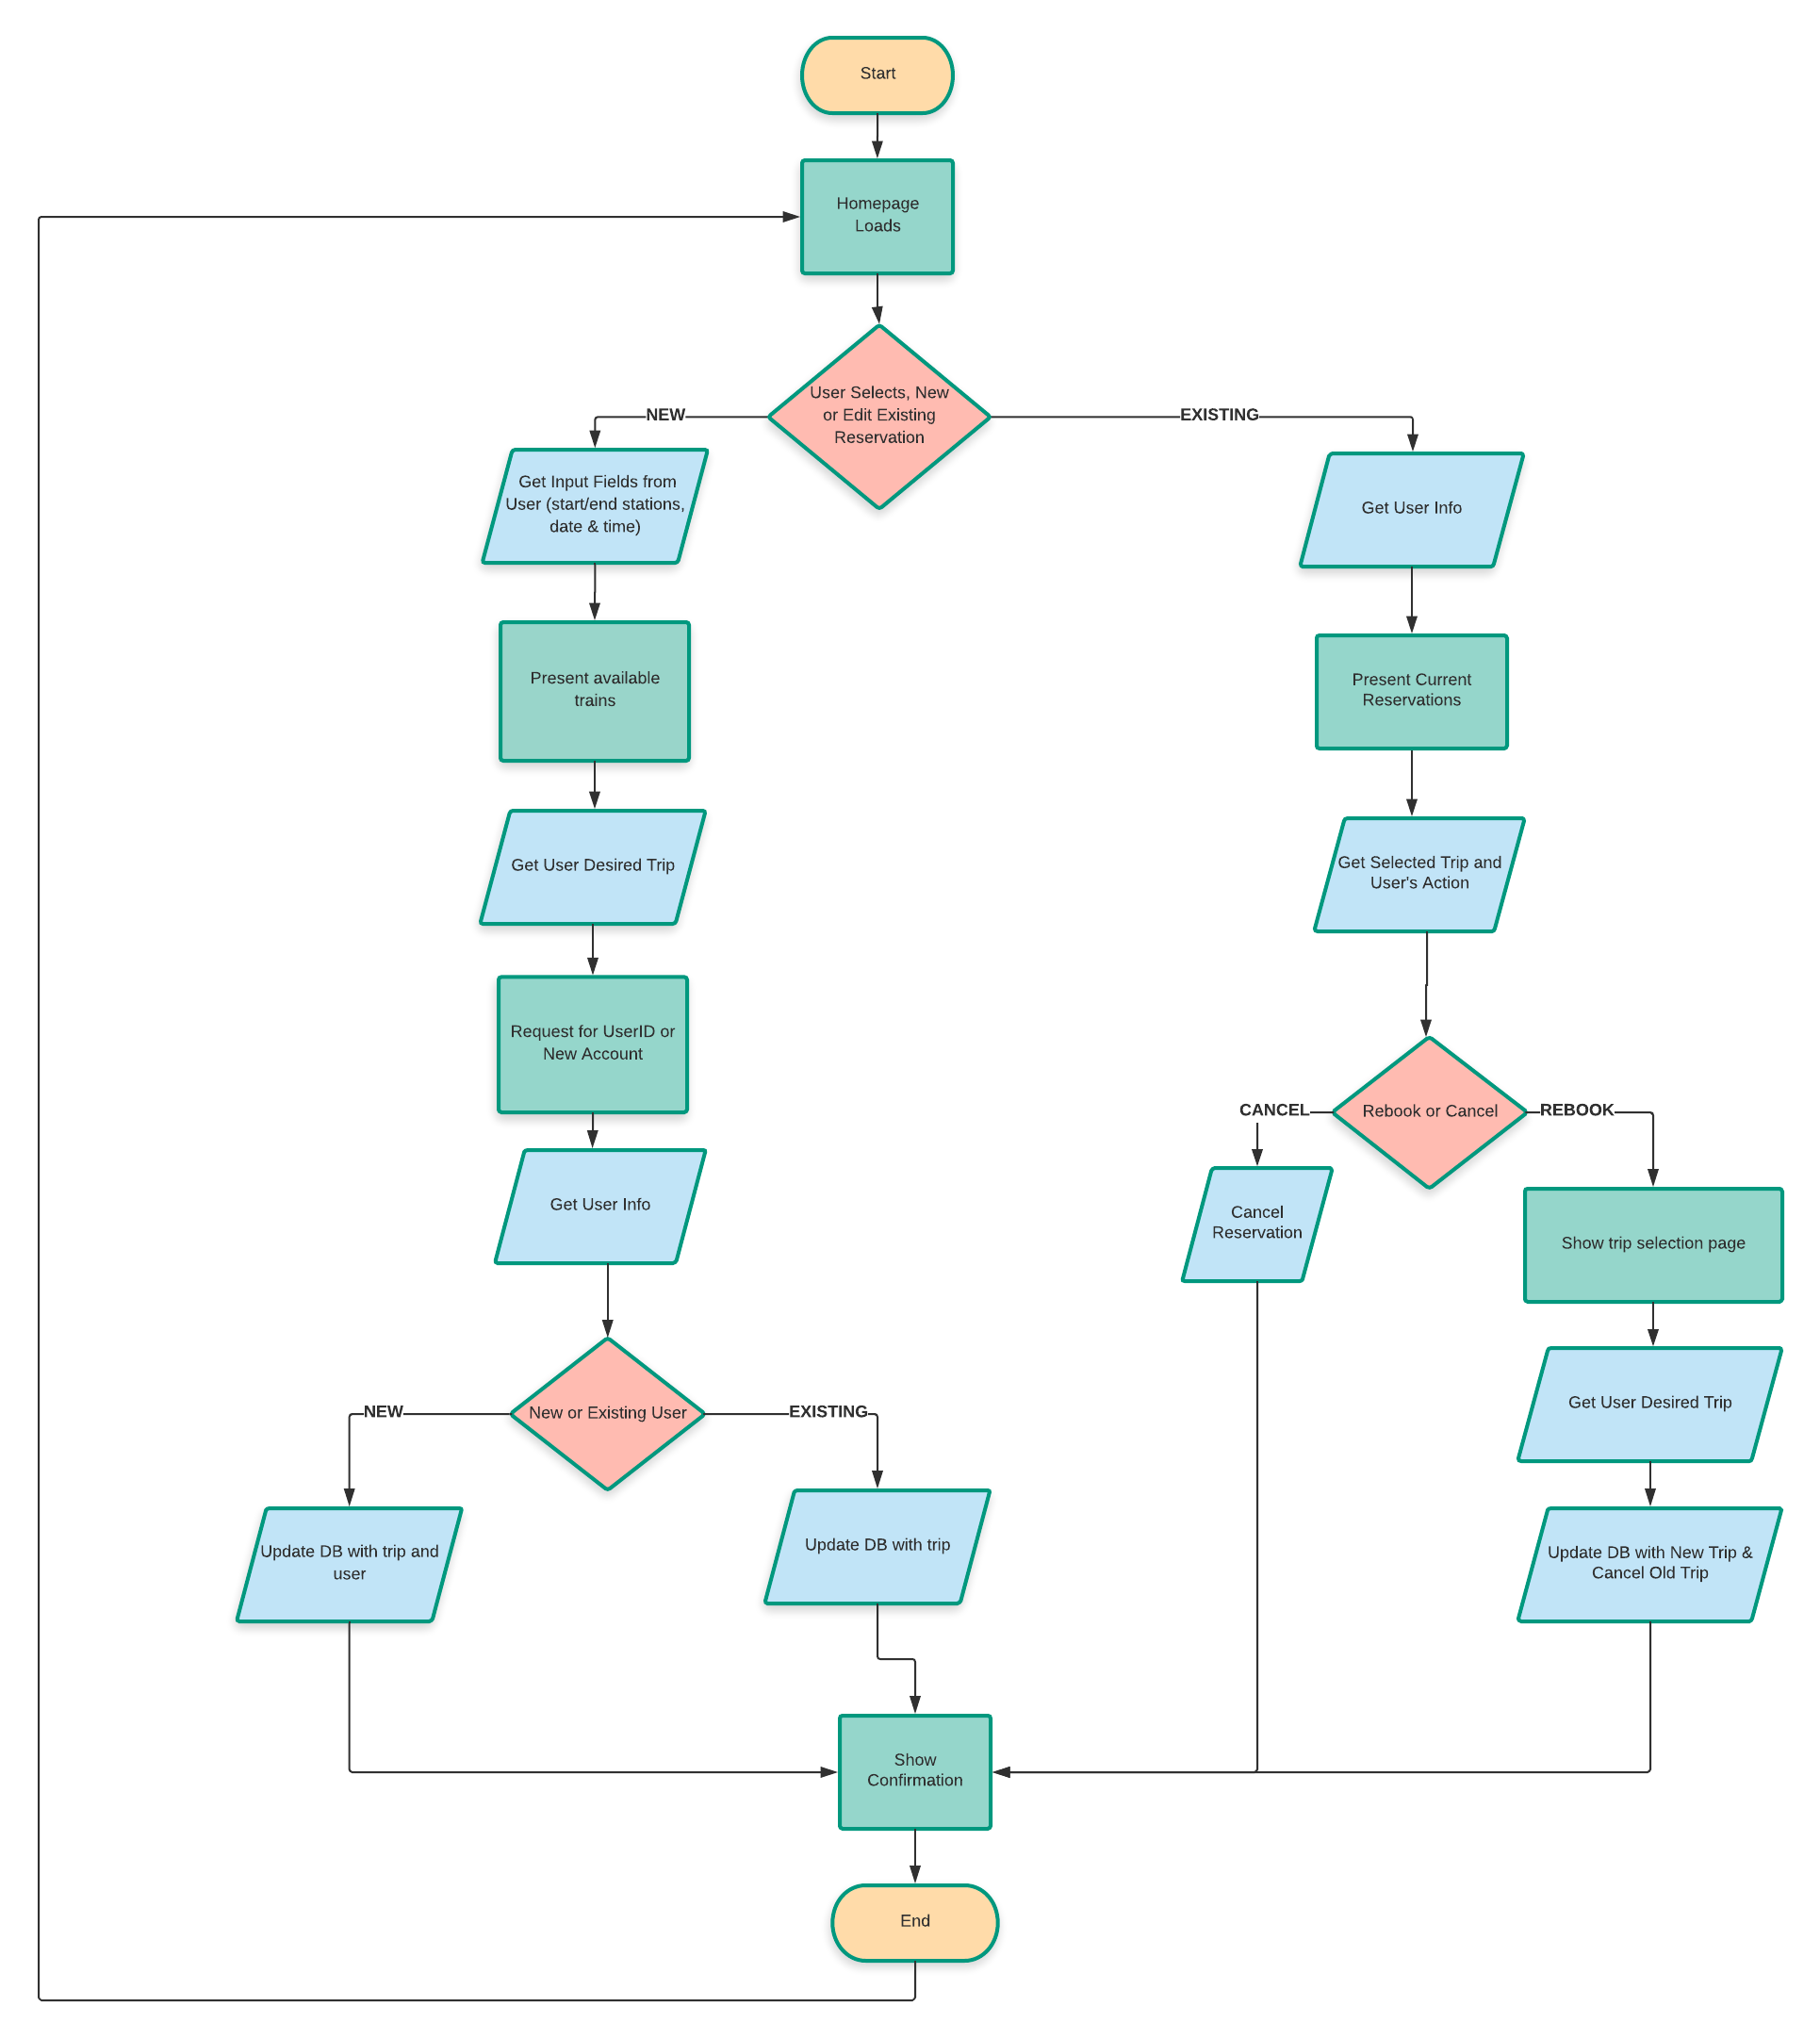 Start
Homepage
Loads
User Selects, New
or Edit Existing
Reservation
NEW
EXISTING
Get Input Fields from
User (start/end stations,
date & time)
Present available
trains
Get User Desired Trip
Request for UserID or
New Account
Get User Info
New or Existing User
NEW
EXISTING
Update DB with trip and
user
Update DB with trip
Get User Info
Present Current
Reservations
Get Selected Trip and
User's Action
Rebook or Cancel
CANCEL
REBOOK
Cancel
Reservation
Show trip selection page
Get User Desired Trip
Update DB with New Trip &
Cancel Old Trip
Show
Confirmation
End